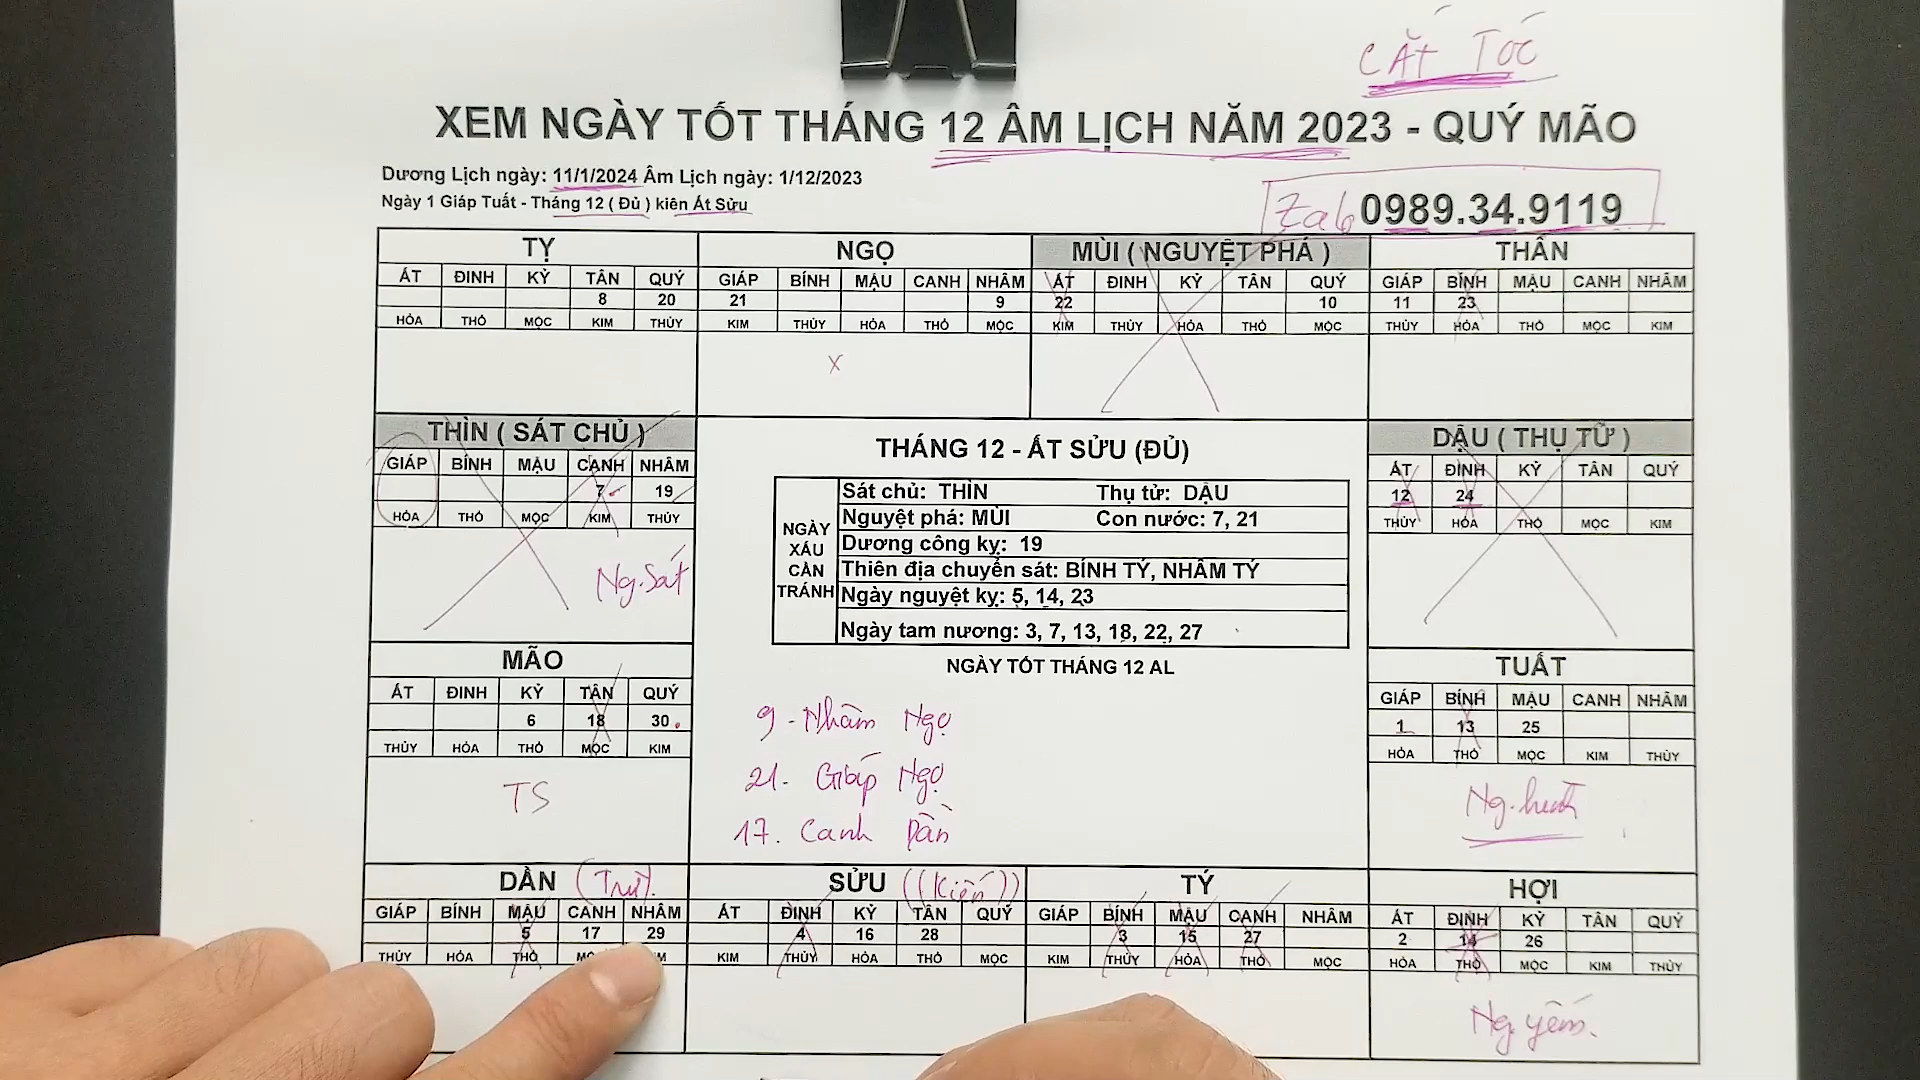 CẮT TÓC
XEM NGÀY TỐT THÁNG 12 ÂM LỊCH NĂM 2023 - QUÝ MÃO
Dương Lịch ngày: 11/1/2024 Âm Lịch ngày: 1/12/2023
Ngày 1 Giáp Tuất - Tháng 12 ( Đủ ) kiên Ất Sửu
Zalo 0989.34.9119
TỴ
ẤT ĐINH KỶ TÂN QUÝ
8 20
HỎA THỔ MỘC KIM THỦY
NGỌ
GIÁP BÍNH MẬU CANH NHÂM
21 9
KIM THỦY HỎA THỔ MỘC
X
MÙI ( NGUYỆT PHÁ )
ẤT ĐINH KỶ TÂN QUÝ
22 10
KIM THỦY HỎA THỔ MỘC
THÂN
GIÁP BÍNH MẬU CANH NHÂM
11 23
THỦY HỎA THỔ MỘC KIM
THÌN ( SÁT CHỦ )
GIÁP BÍNH MẬU CANH NHÂM
7 19
HỎA THỔ MỘC KIM THỦY
Ng.Sát
THÁNG 12 - ẤT SỬU (ĐỦ)
NGÀY XẤU CẦN TRÁNH
Sát chủ: THÌN Thụ tử: DẬU
Nguyệt phá: MÙI Con nước: 7, 21
Dương công kỵ: 19
Thiên địa chuyển sát: BÍNH TÝ, NHÂM TÝ
Ngày nguyệt kỵ: 5, 14, 23
Ngày tam nương: 3, 7, 13, 18, 22, 27
DẬU ( THỤ TỬ )
ẤT ĐINH KỶ TÂN QUÝ
12 24
THỦY HỎA THỔ MỘC KIM
MÃO
ẤT ĐINH KỶ TÂN QUÝ
6 18 30
THỦY HỎA THỔ MỘC KIM
TS
NGÀY TỐT THÁNG 12 AL
9 - Nhâm Ngọ
21. Giáp Ngọ
17. Canh Dần
TUẤT
GIÁP BÍNH MẬU CANH NHÂM
1 13 25
HỎA THỔ MỘC KIM THỦY
DẦN (Trừ).
GIÁP BÍNH MẬU CANH NHÂM
5 17 29
THỦY HỎA THỔ
SỬU ((Kiến))
ẤT ĐINH KỶ TÂN QUÝ
4 16 28
KIM THỦY HỎA THỔ MỘC
TÝ
GIÁP BÍNH MẬU CANH NHÂM
3 15 27
KIM THỦY HỎA THỔ MỘC
HỢI
ẤT ĐINH KỶ TÂN QUÝ
2 14 26
HỎA THỔ MỘC KIM THỦY
Ng yếm.